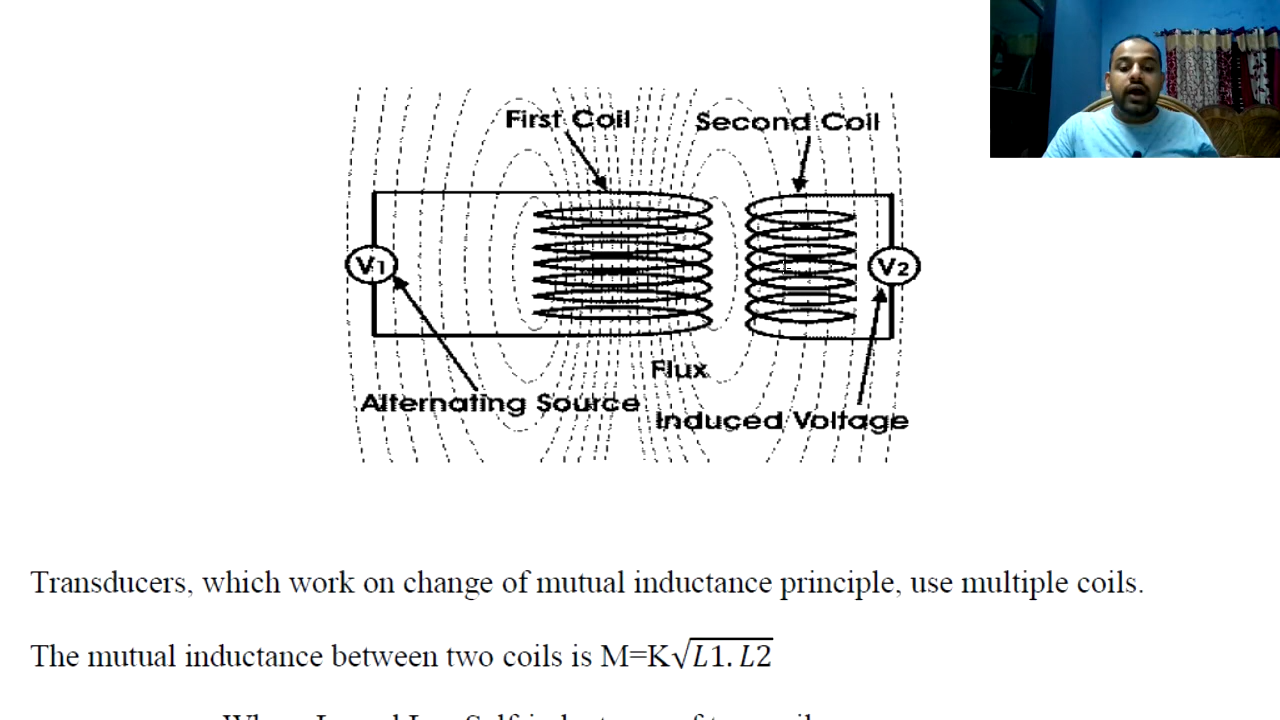 First Coil
Second Coil
V1
V2
Flux
Alternating Source
Induced Voltage
Transducers, which work on change of mutual inductance principle, use multiple coils.
The mutual inductance between two coils is M=K√L1. L2